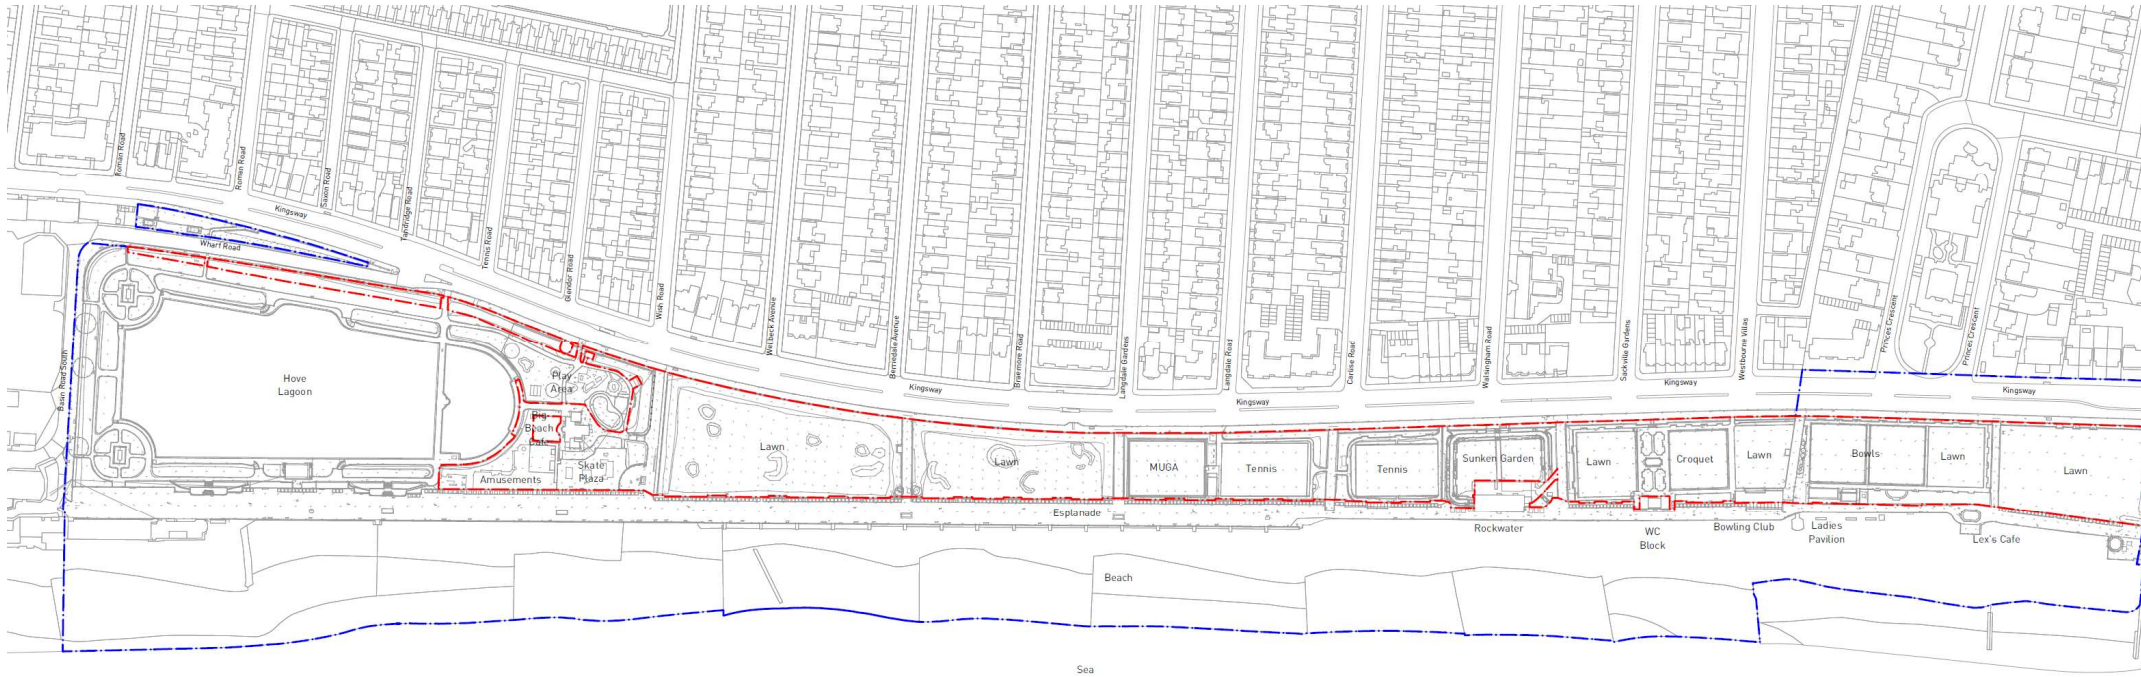 Roman Road
Roman Road
Saxon Road
Tandridge Road
Tennis Road
Glendor Road
Wish Road
Welbeck Avenue
Berriedale Avenue
Braemore Road
Langdale Gardens
Langdale Road
Carlisle Road
Walsingham Road
Sackville Gardens
Westbourne Villas
Princes Crescent
Princes Crescent
Kingsway
Kingsway
Kingsway
Kingsway
Kingsway
Wharf Road
Basin Road South
Hove
Lagoon
Play
Area
Big
Beach
Cafe
Skate
Plaza
Amusements
Lawn
Lawn
MUGA
Tennis
Tennis
Sunken Garden
Lawn
Croquet
Lawn
Bowls
Lawn
Lawn
Esplanade
Rockwater
WC
Block
Bowling Club
Ladies
Pavilion
Lex's Cafe
Beach
Sea